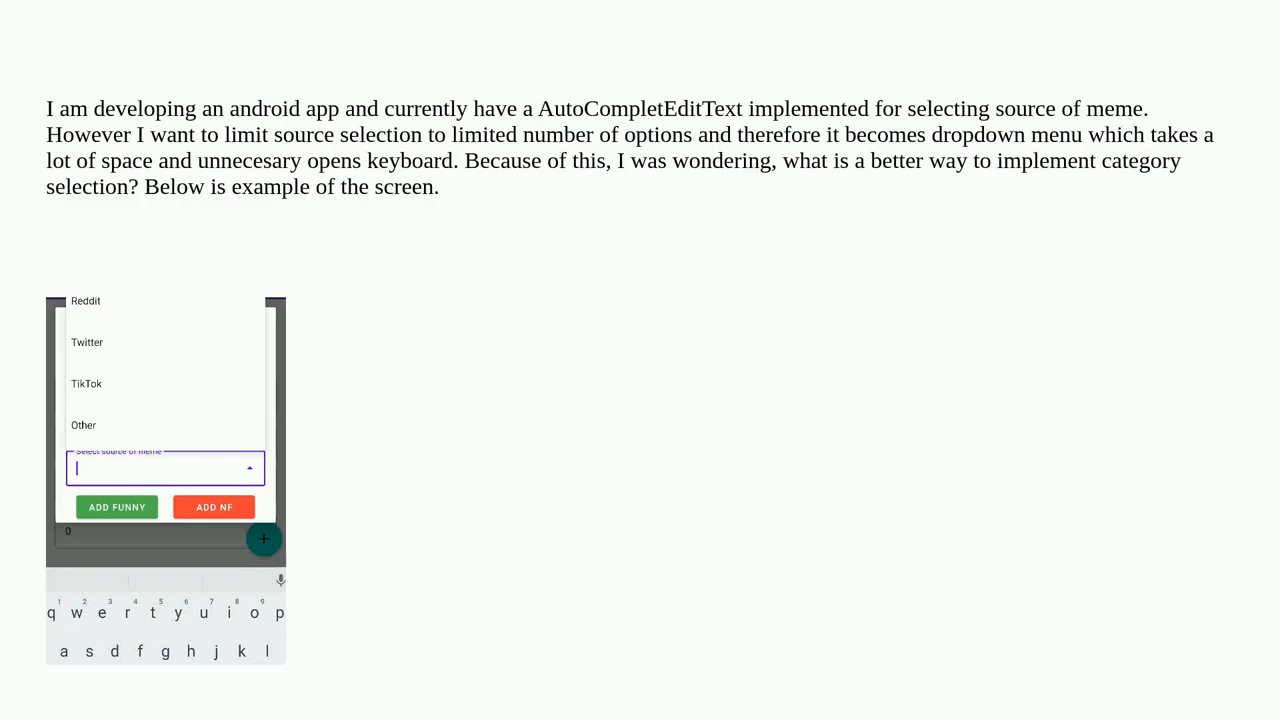 I am developing an android app and currently have a AutoCompletEditText implemented for selecting source of meme.
However I want to limit source selection to limited number of options and therefore it becomes dropdown menu which takes a
lot of space and unnecesary opens keyboard. Because of this, I was wondering, what is a better way to implement category
selection? Below is example of the screen.
Reddit
Twitter
TikTok
Other
Select source of meme
ADD FUNNY ADD NF
0
+
1 2 3 4 5 6 7 8 9
q w e r t y u i o p
a s d f g h j k l